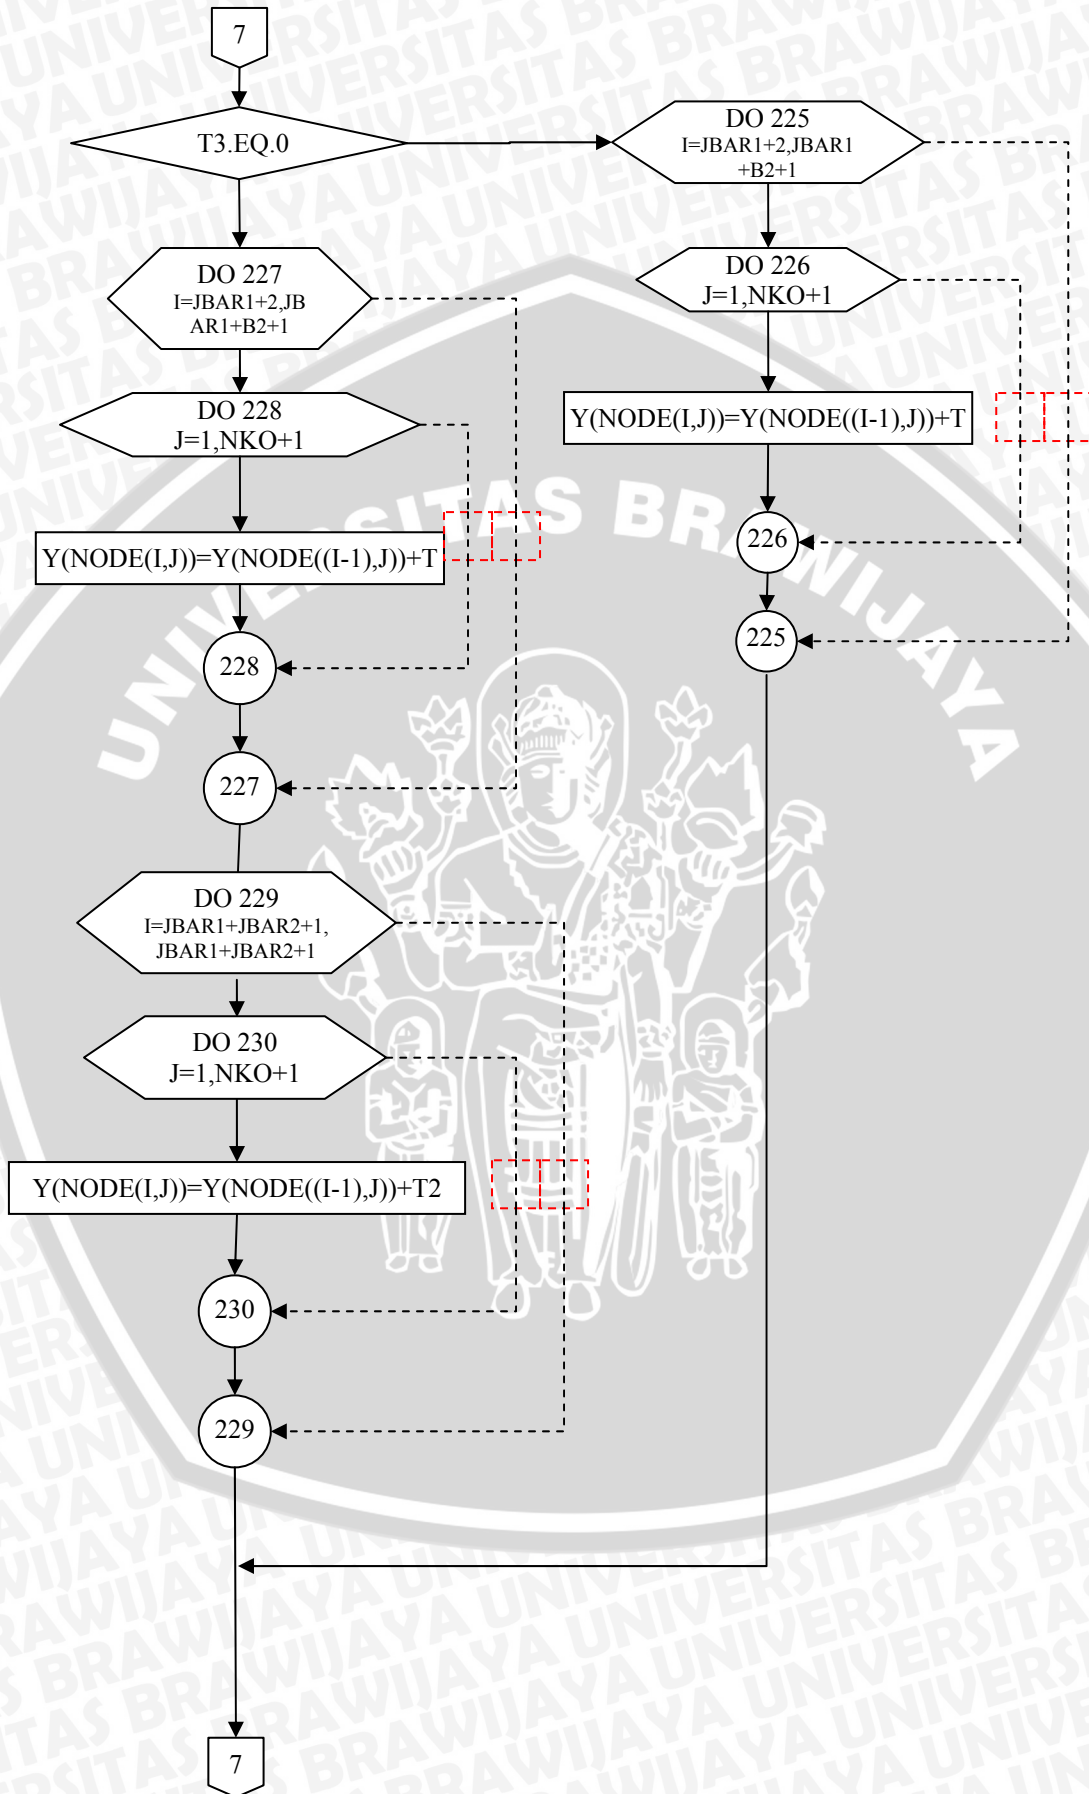 7
T3.EQ.0
DO 225
I=JBAR1+2,JBAR1
+B2+1
DO 227
I=JBAR1+2,JB
AR1+B2+1
DO 226
J=1,NKO+1
DO 228
J=1,NKO+1
Y(NODE(I,J))=Y(NODE((I-1),J))+T
Y(NODE(I,J))=Y(NODE((I-1),J))+T
226
225
228
227
DO 229
I=JBAR1+JBAR2+1,
JBAR1+JBAR2+1
DO 230
J=1,NKO+1
Y(NODE(I,J))=Y(NODE((I-1),J))+T2
230
229
7
UNIVERSITAS BRAWIJAYA